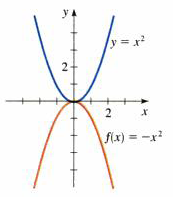 y
y = x²
2
2
x
f(x) = −x²